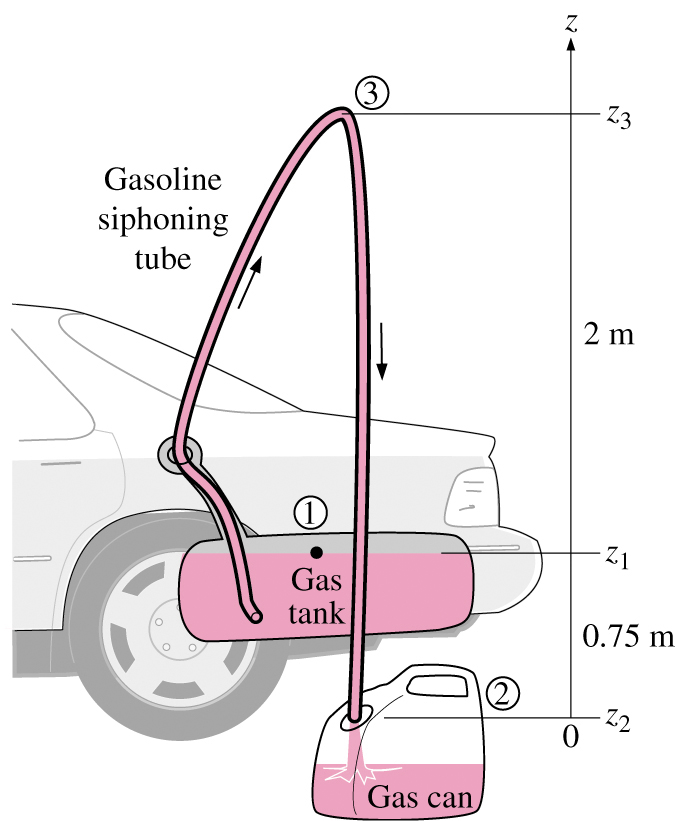 z
③
z3
Gasoline
siphoning
tube
2 m
①
z1
Gas
tank
0.75 m
②
z2
0
Gas can